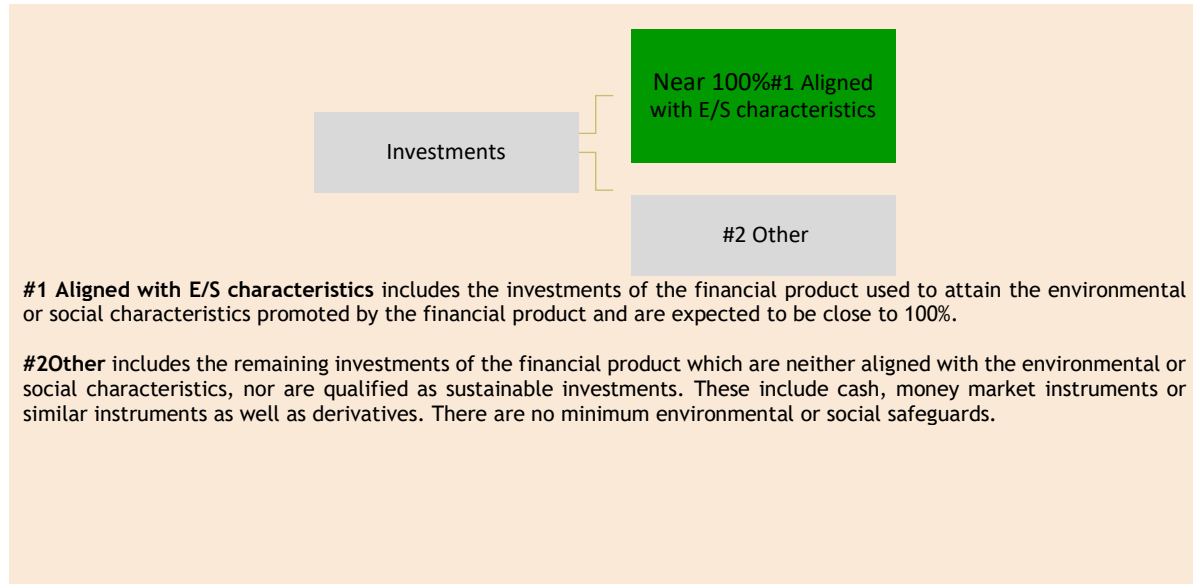 Near 100%#1 Aligned
with E/S characteristics
Investments
#2 Other
#1 Aligned with E/S characteristics includes the investments of the financial product used to attain the environmental
or social characteristics promoted by the financial product and are expected to be close to 100%.
#2Other includes the remaining investments of the financial product which are neither aligned with the environmental or
social characteristics, nor are qualified as sustainable investments. These include cash, money market instruments or
similar instruments as well as derivatives. There are no minimum environmental or social safeguards.